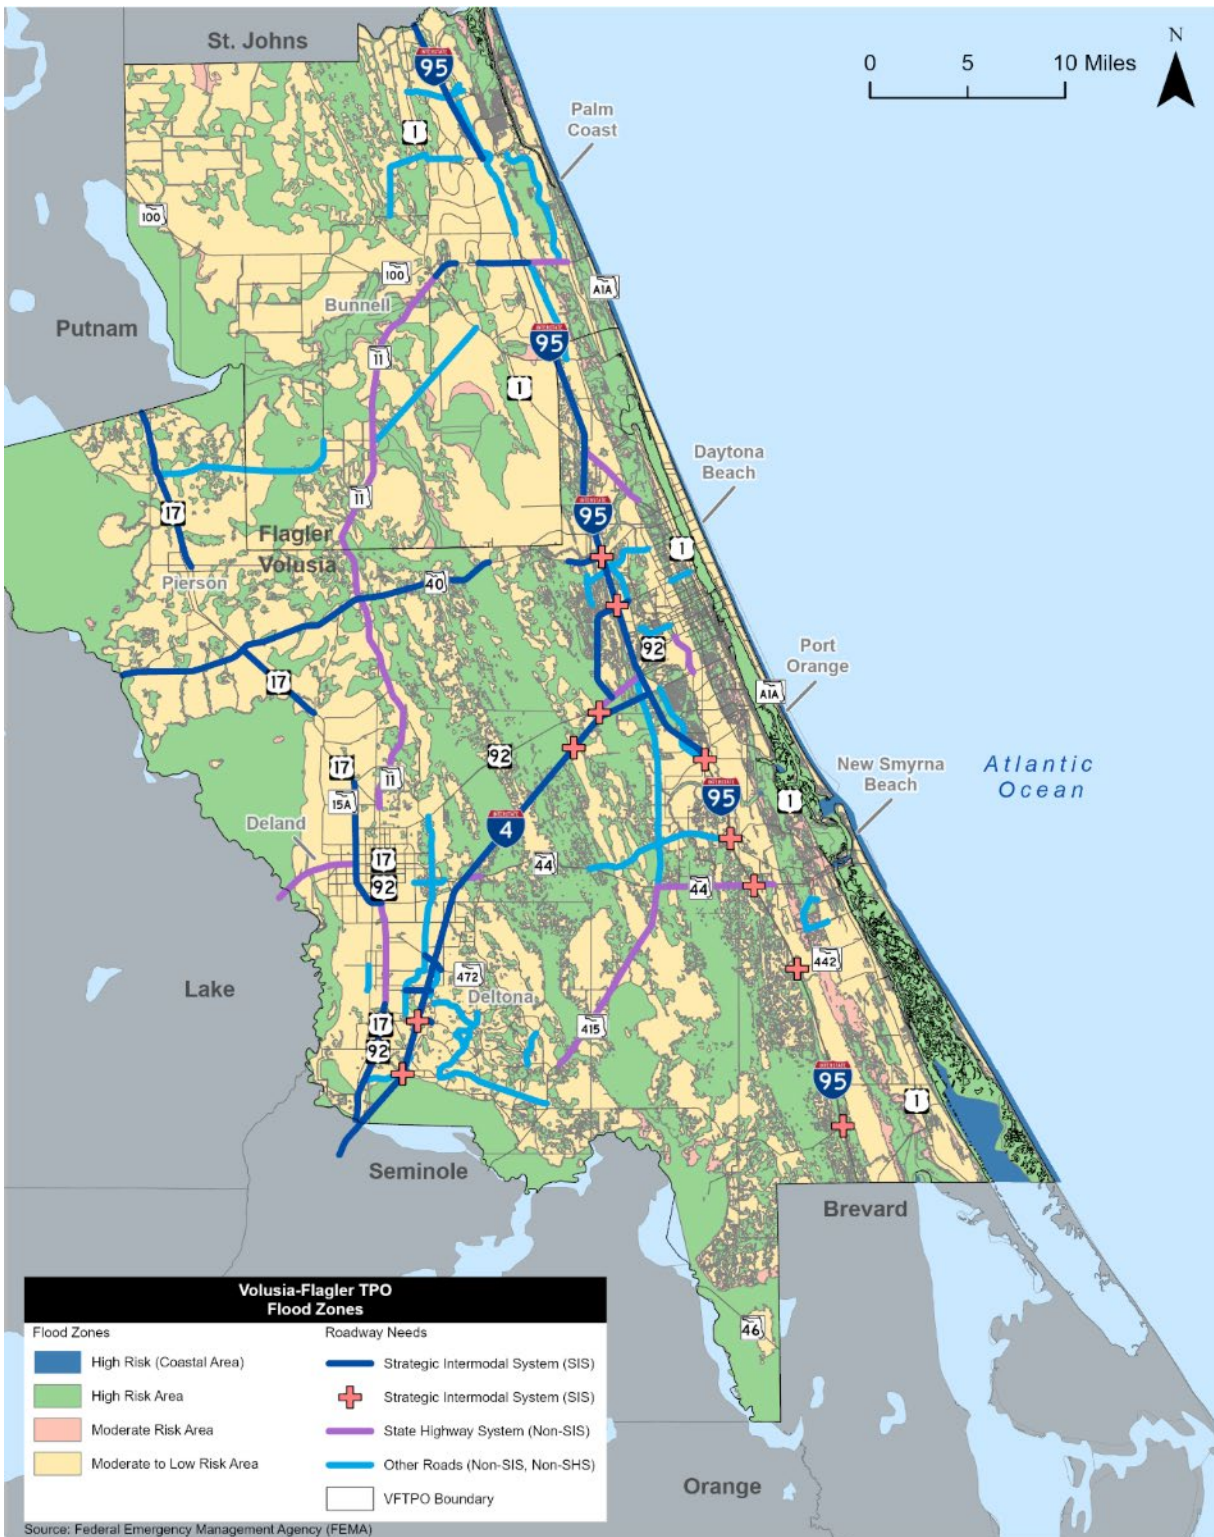 St. Johns
N
0 5 10 Miles
INTERSTATE
95
Palm
Coast
1
100
100
A1A
Bunnell
Putnam
INTERSTATE
95
11
1
Daytona
Beach
11
INTERSTATE
95
17
Flagler
Volusia
1
Pierson
40
Port
Orange
92
17
A1A
92
New Smyrna
Beach
Atlantic
Ocean
17
11
15A
INTERSTATE
95
1
Deland
INTERSTATE
4
17
44
92
44
442
Lake
472
Deltona
17
415
92
INTERSTATE
95
1
Seminole
Brevard
46
Orange
Volusia-Flagler TPO
Flood Zones
Flood Zones
High Risk (Coastal Area)
High Risk Area
Moderate Risk Area
Moderate to Low Risk Area
Roadway Needs
Strategic Intermodal System (SIS)
Strategic Intermodal System (SIS)
State Highway System (Non-SIS)
Other Roads (Non-SIS, Non-SHS)
VFTPO Boundary
Source: Federal Emergency Management Agency (FEMA)